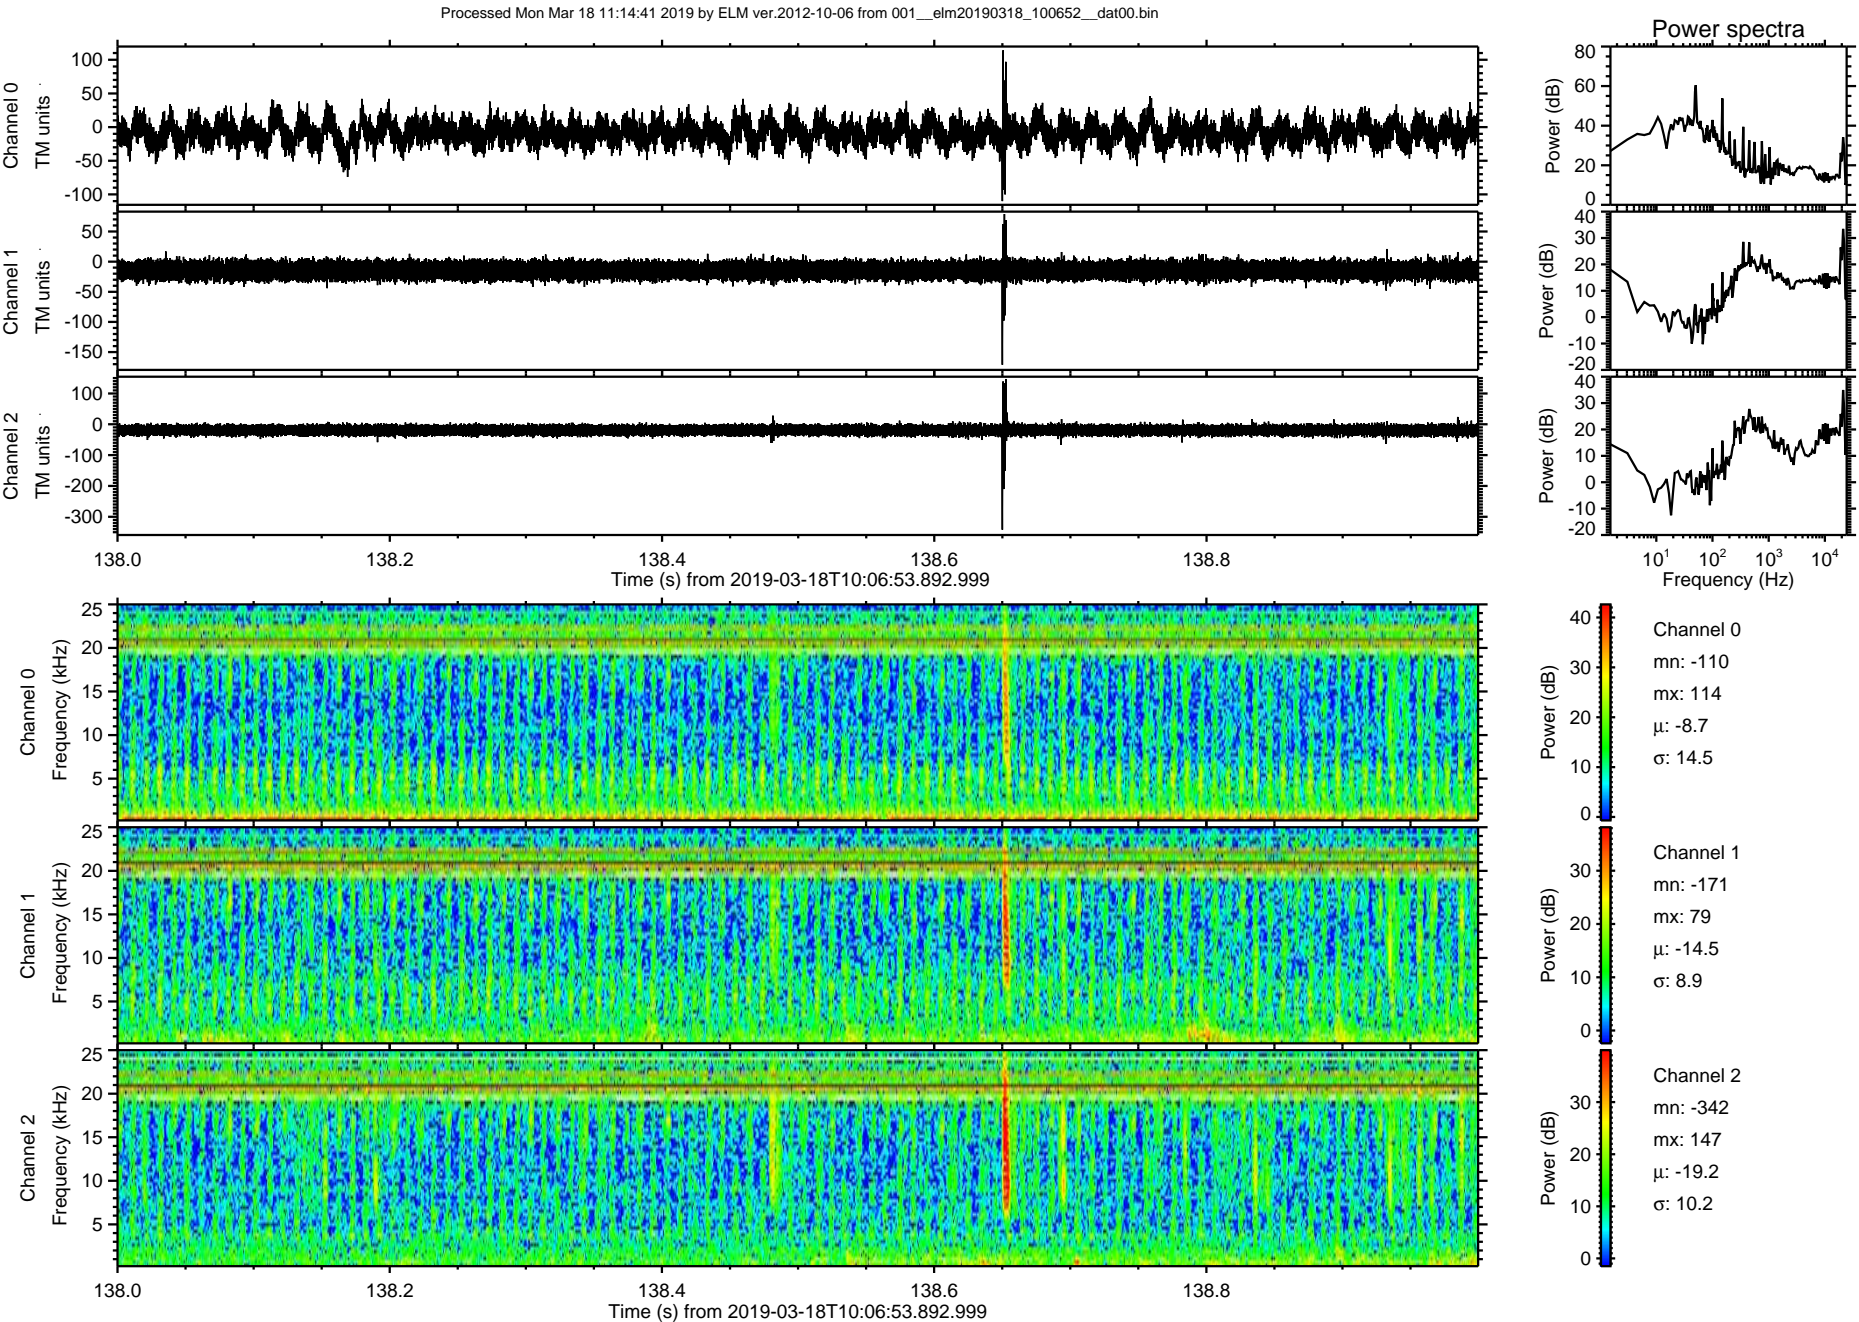 Processed Mon Mar 18 11:14:41 2019 by ELM ver.2012-10-06 from 001__elm20190318_100652__dat00.bin
Power spectra
Channel 0
TM units
100
50
0
-50
-100
Power (dB)
80
60
40
20
0
Channel 1
TM units
50
0
-50
-100
-150
Power (dB)
40
30
20
10
0
-10
-20
Channel 2
TM units
100
0
-100
-200
-300
Power (dB)
40
30
20
10
0
-10
-20
138.0 138.2 138.4 138.6 138.8
Time (s) from 2019-03-18T10:06:53.892.999
10¹ 10² 10³ 10⁴
Frequency (Hz)
Channel 0
Frequency (kHz)
25
20
15
10
5
Power (dB)
40
30
20
10
0
Channel 0
mn: -110
mx: 114
µ: -8.7
σ: 14.5
Channel 1
Frequency (kHz)
25
20
15
10
5
Power (dB)
30
20
10
0
Channel 1
mn: -171
mx: 79
µ: -14.5
σ: 8.9
Channel 2
Frequency (kHz)
25
20
15
10
5
Power (dB)
30
20
10
0
Channel 2
mn: -342
mx: 147
µ: -19.2
σ: 10.2
138.0 138.2 138.4 138.6 138.8
Time (s) from 2019-03-18T10:06:53.892.999